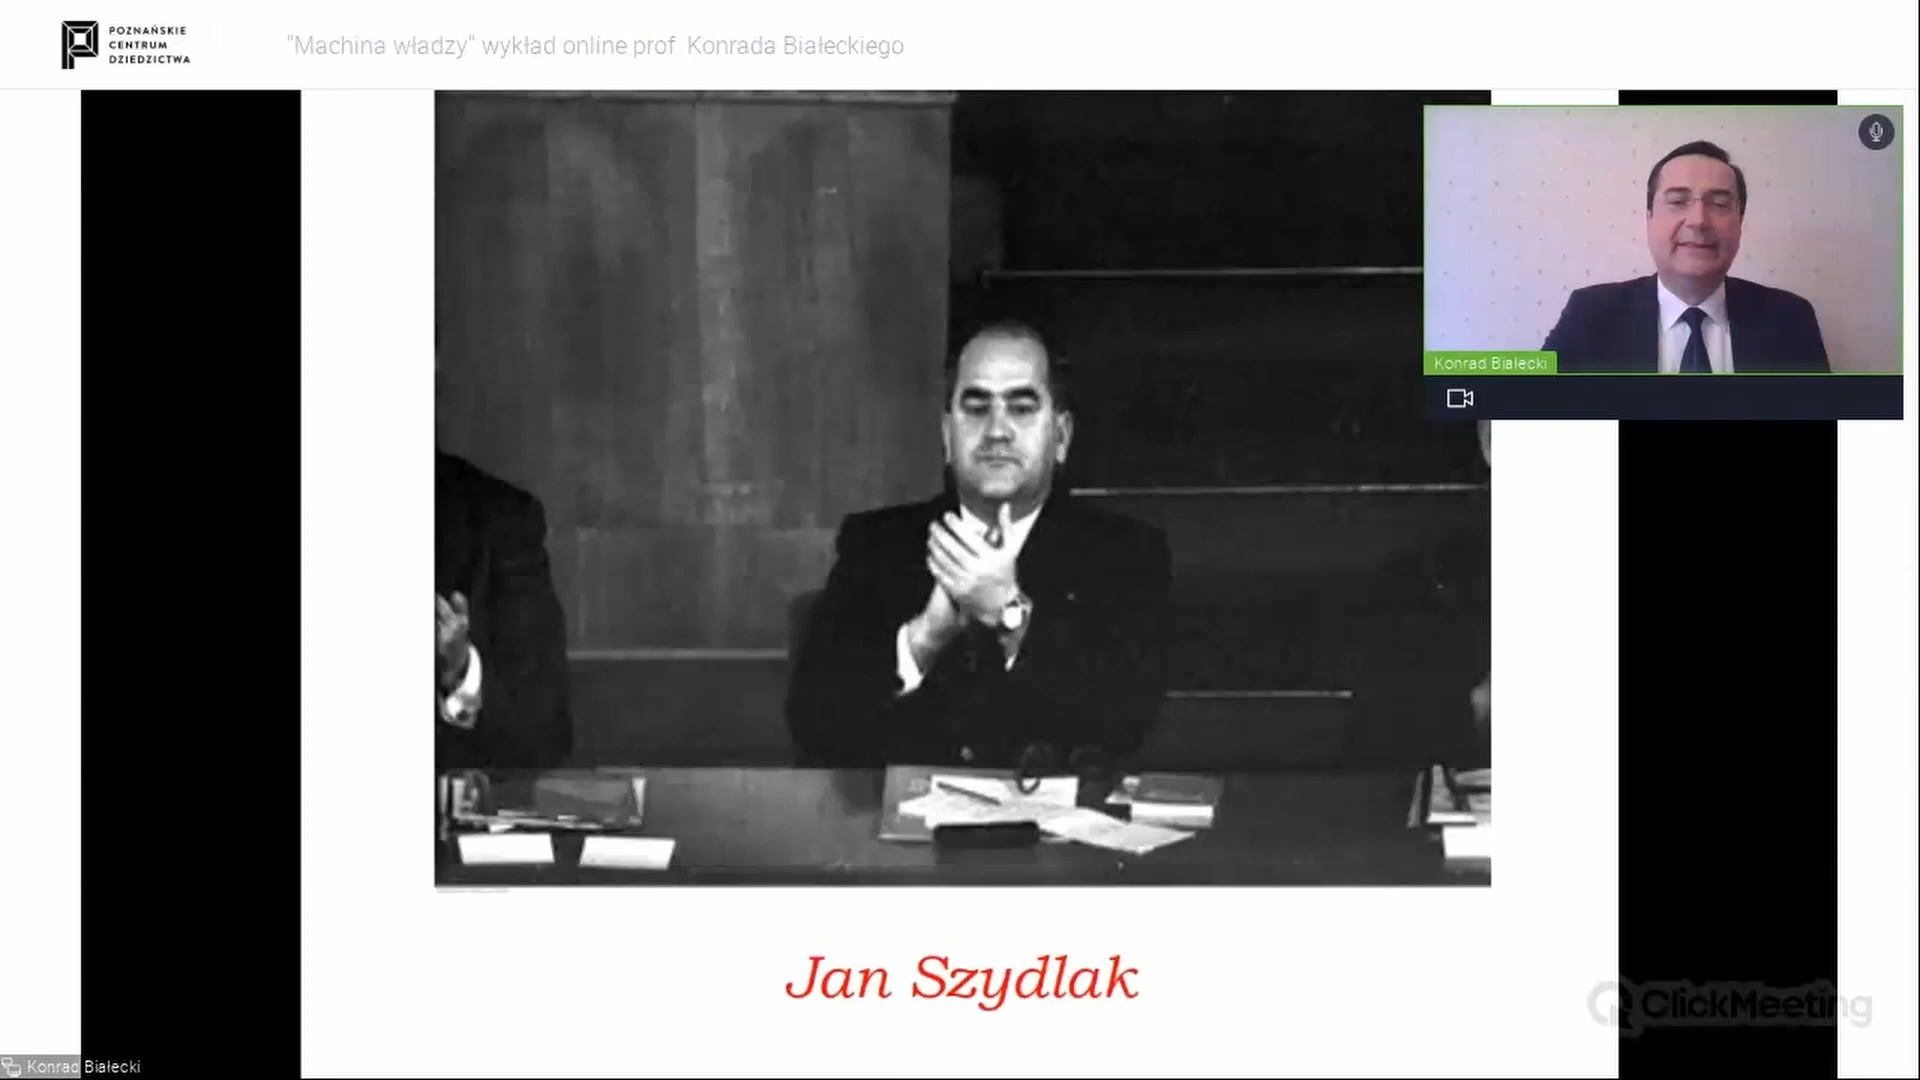 POZNAŃSKIE
CENTRUM
DZIEDZICTWA
"Machina władzy" wykład online prof. Konrada Białeckiego
Konrad Białecki
Jan Szydlak
ClickMeeting
Konrad Białecki